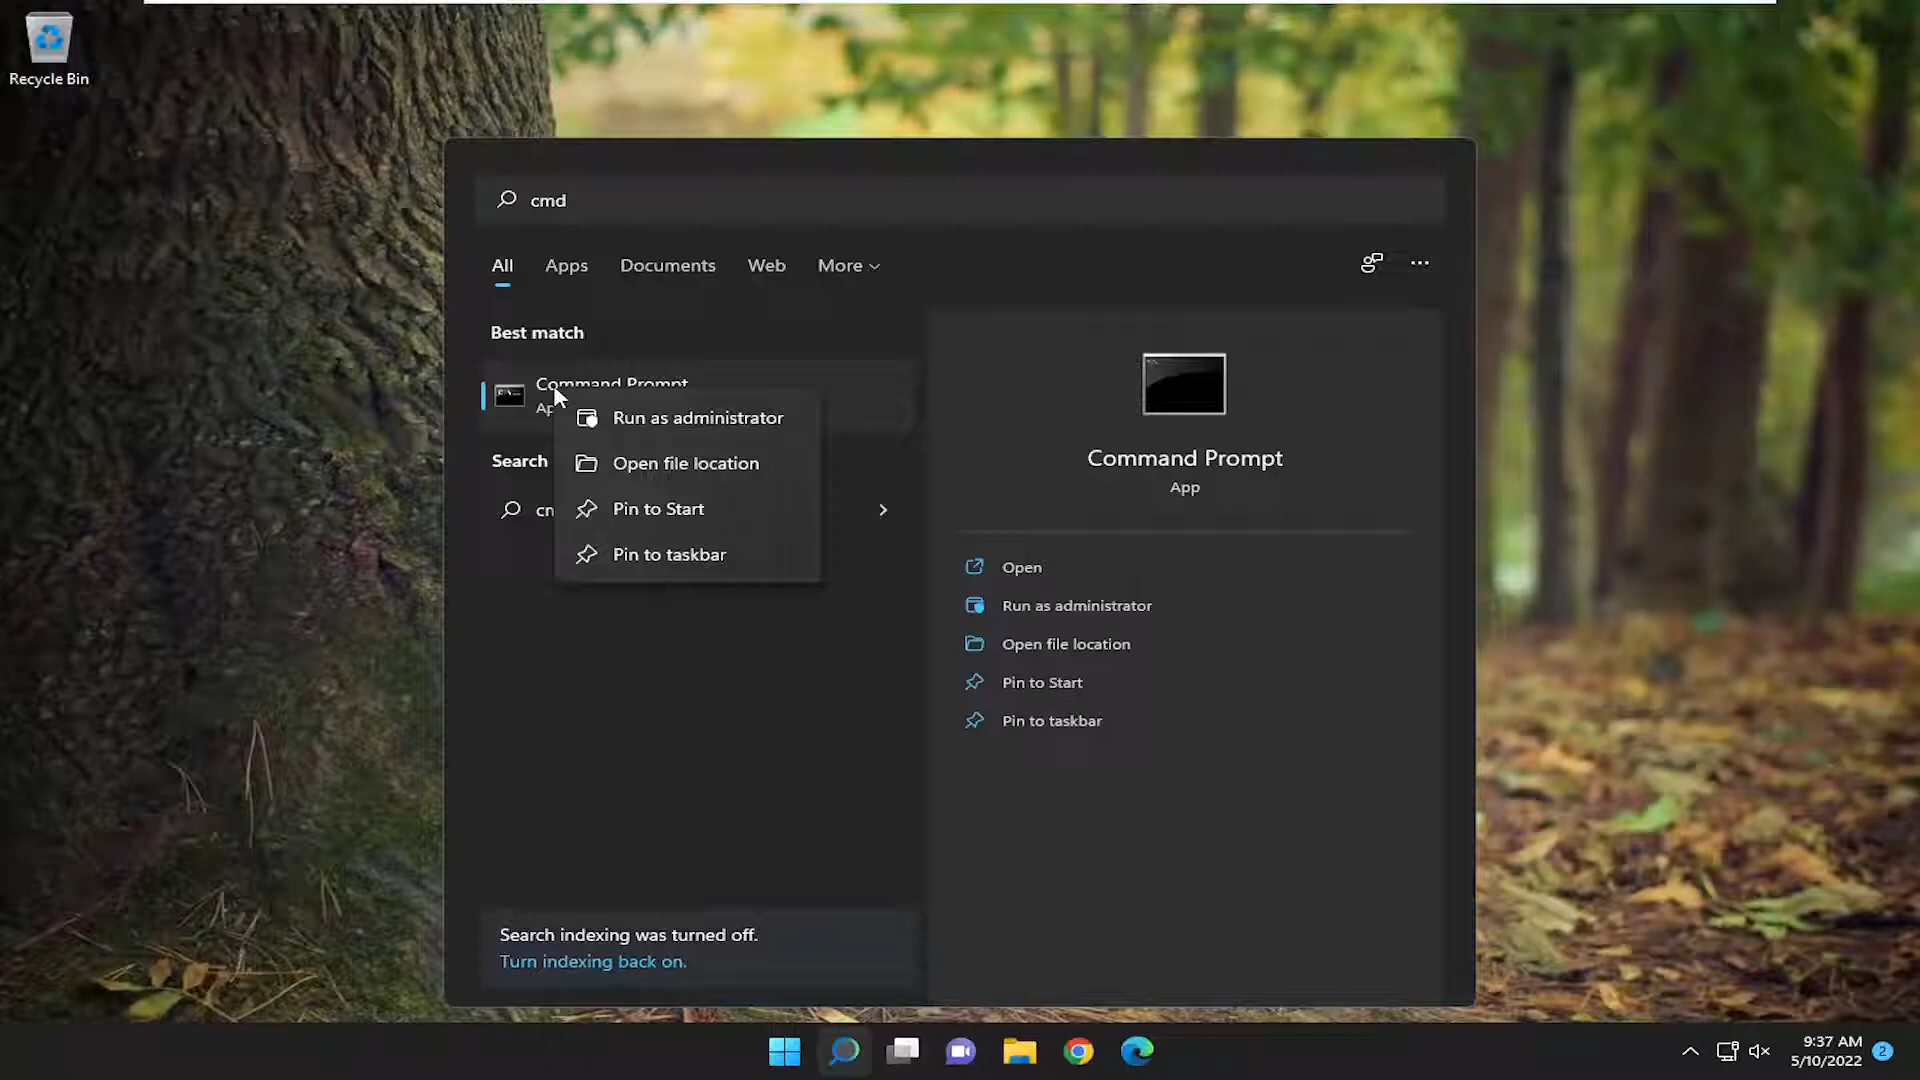 Recycle Bin
cmd
All Apps Documents Web More
Best match
Command Prompt
Run as administrator
Open file location
Search
Pin to Start
Pin to taskbar
Command Prompt
App
Open
Run as administrator
Open file location
Pin to Start
Pin to taskbar
Search indexing was turned off.
Turn indexing back on.
9:37 AM
5/10/2022
2